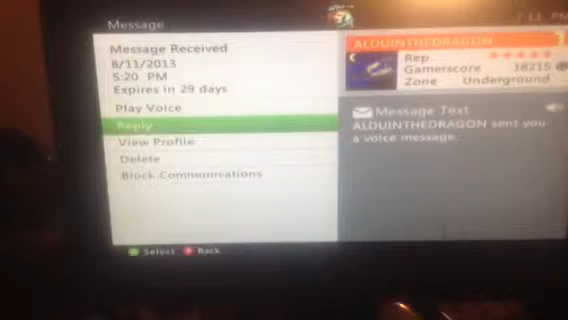 Message
Message Received
8/11/2013
5:20 PM
Expires in 29 days
Play Voice
Reply
View Profile
Delete
Block Communications
Select
Back
ALDUINTHEDRAGON
Rep
Gamerscore 38215
Zone Underground
Message Text
ALDUINTHEDRAGON sent you
a voice message.